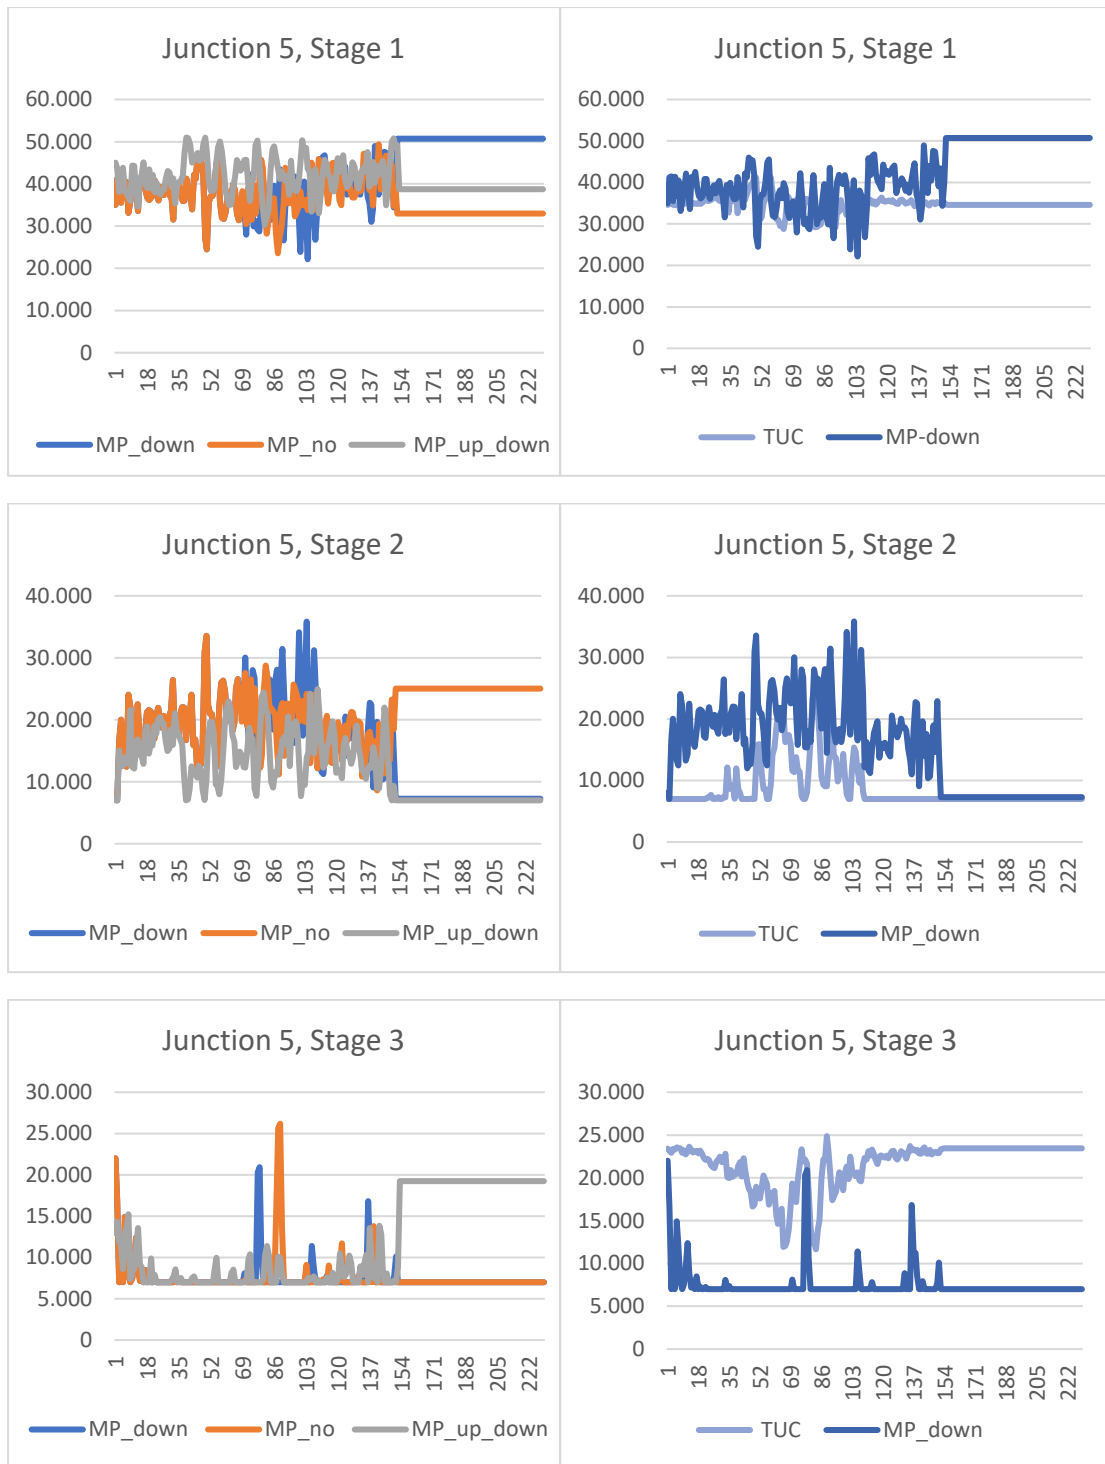 Junction 5, Stage 1
60.000
50.000
40.000
30.000
20.000
10.000
0
1 18 35 52 69 86 103 120 137 154 171 188 205 222
MP_down MP_no MP_up_down
Junction 5, Stage 1
60.000
50.000
40.000
30.000
20.000
10.000
0
1 18 35 52 69 86 103 120 137 154 171 188 205 222
TUC MP-down
Junction 5, Stage 2
40.000
30.000
20.000
10.000
0
1 18 35 52 69 86 103 120 137 154 171 188 205 222
MP_down MP_no MP_up_down
Junction 5, Stage 2
40.000
30.000
20.000
10.000
0
1 18 35 52 69 86 103 120 137 154 171 188 205 222
TUC MP_down
Junction 5, Stage 3
30.000
25.000
20.000
15.000
10.000
5.000
0
1 18 35 52 69 86 103 120 137 154 171 188 205 222
MP_down MP_no MP_up_down
Junction 5, Stage 3
30.000
25.000
20.000
15.000
10.000
5.000
0
1 18 35 52 69 86 103 120 137 154 171 188 205 222
TUC MP_down